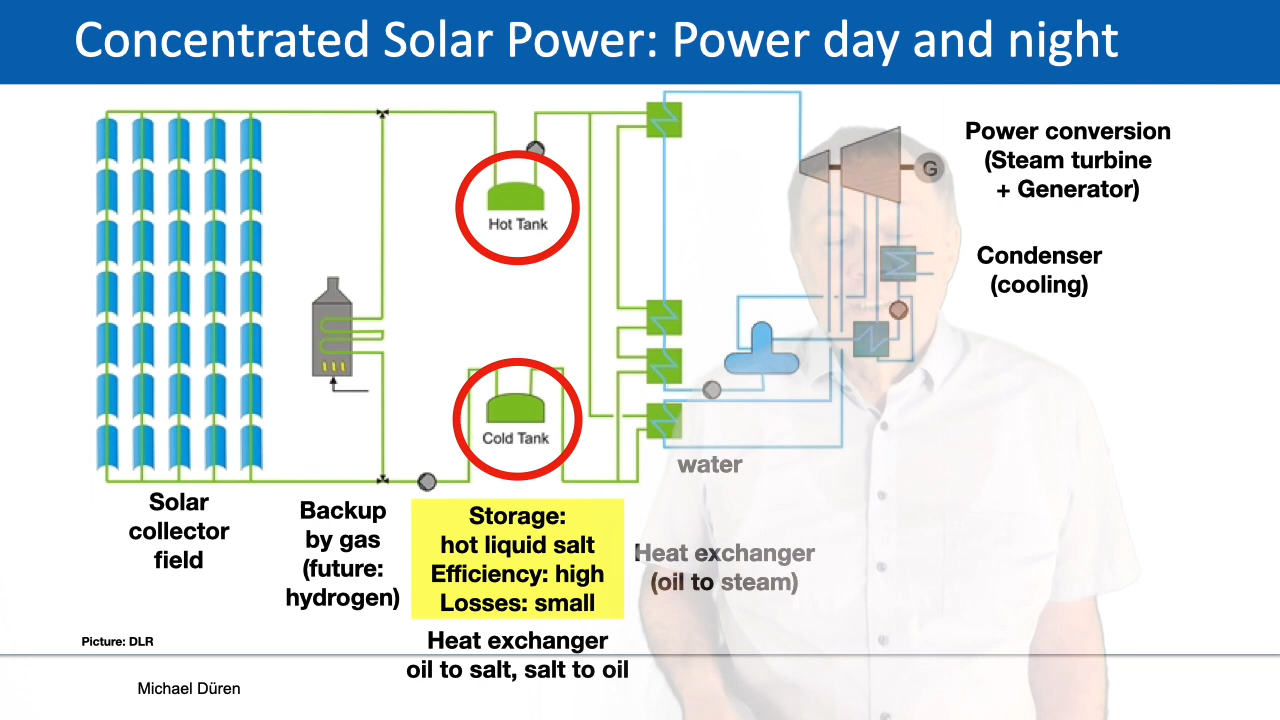 Concentrated Solar Power: Power day and night
Hot Tank
G
Power conversion
(Steam turbine
+ Generator)
Condenser
(cooling)
Cold Tank
water
Solar
collector
field
Backup
by gas
(future:
hydrogen)
Storage:
hot liquid salt
Efficiency: high
Losses: small
Heat exchanger
(oil to steam)
Heat exchanger
oil to salt, salt to oil
Picture: DLR
Michael Düren